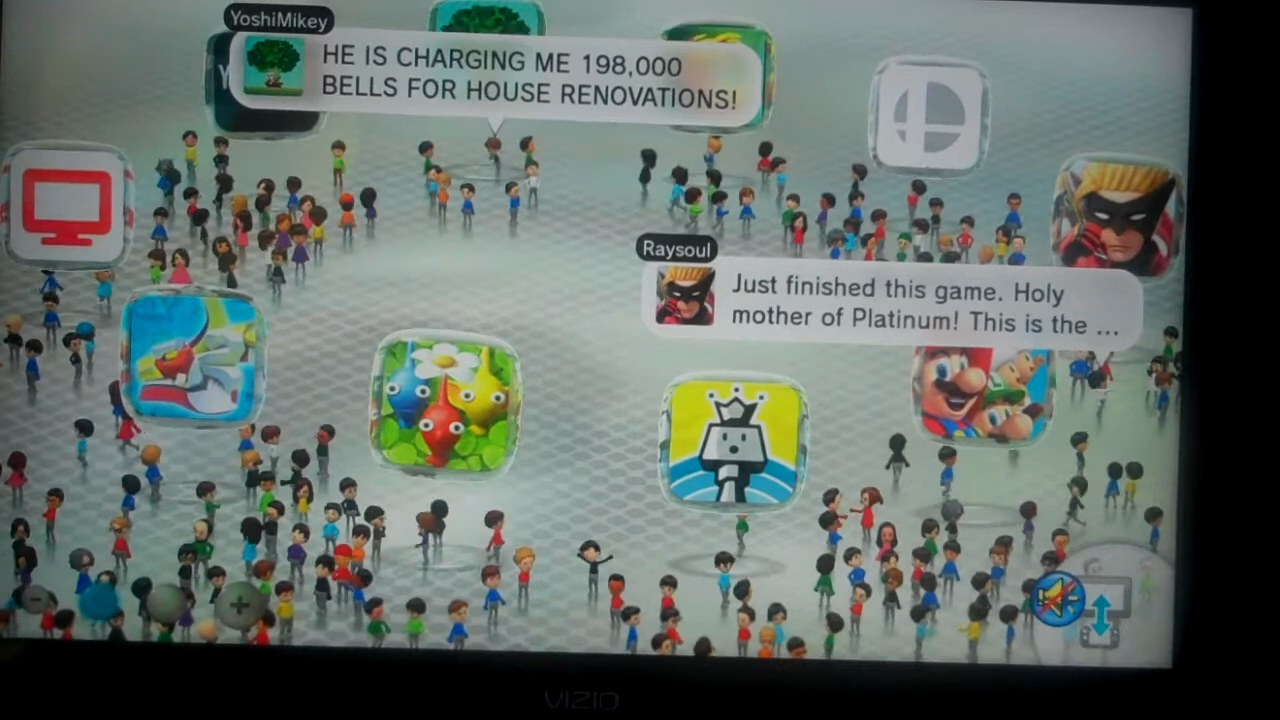 YoshiMikey
HE IS CHARGING ME 198,000
BELLS FOR HOUSE RENOVATIONS!
Raysoul
Just finished this game. Holy
mother of Platinum! This is the ...
VIZIO